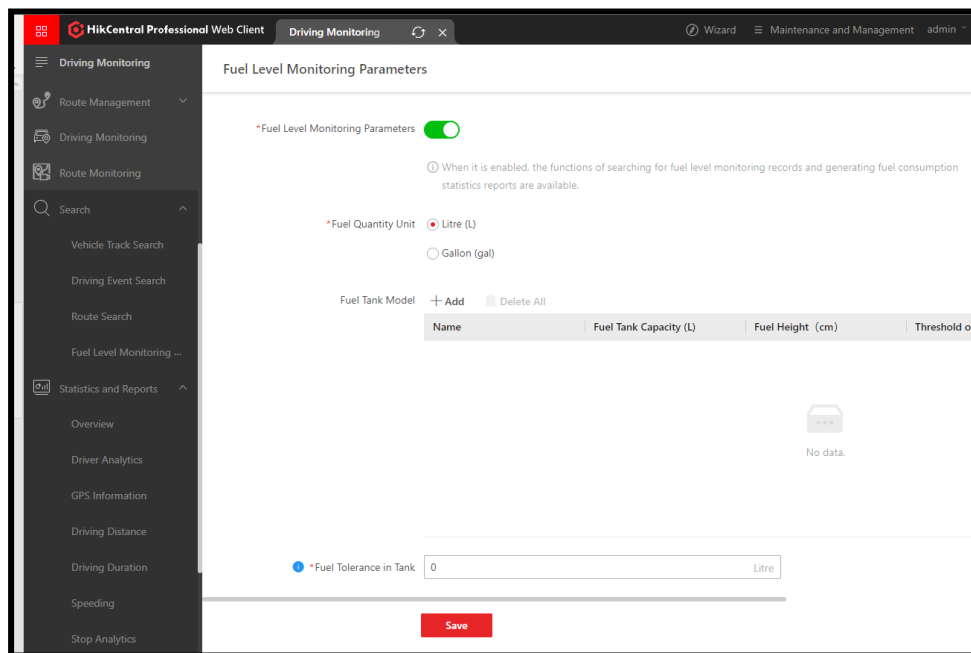 HikCentral Professional Web Client
Driving Monitoring
Wizard
Maintenance and Management
admin
Driving Monitoring
Route Management
Driving Monitoring
Route Monitoring
Search
Vehicle Track Search
Driving Event Search
Route Search
Fuel Level Monitoring ...
Statistics and Reports
Overview
Driver Analytics
GPS Information
Driving Distance
Driving Duration
Speeding
Stop Analytics
Fuel Level Monitoring Parameters
*Fuel Level Monitoring Parameters
When it is enabled, the functions of searching for fuel level monitoring records and generating fuel consumption
statistics reports are available.
*Fuel Quantity Unit
Litre (L)
Gallon (gal)
Fuel Tank Model
Add
Delete All
Name
Fuel Tank Capacity (L)
Fuel Height（cm）
Threshold o
No data.
*Fuel Tolerance in Tank
0
Litre
Save